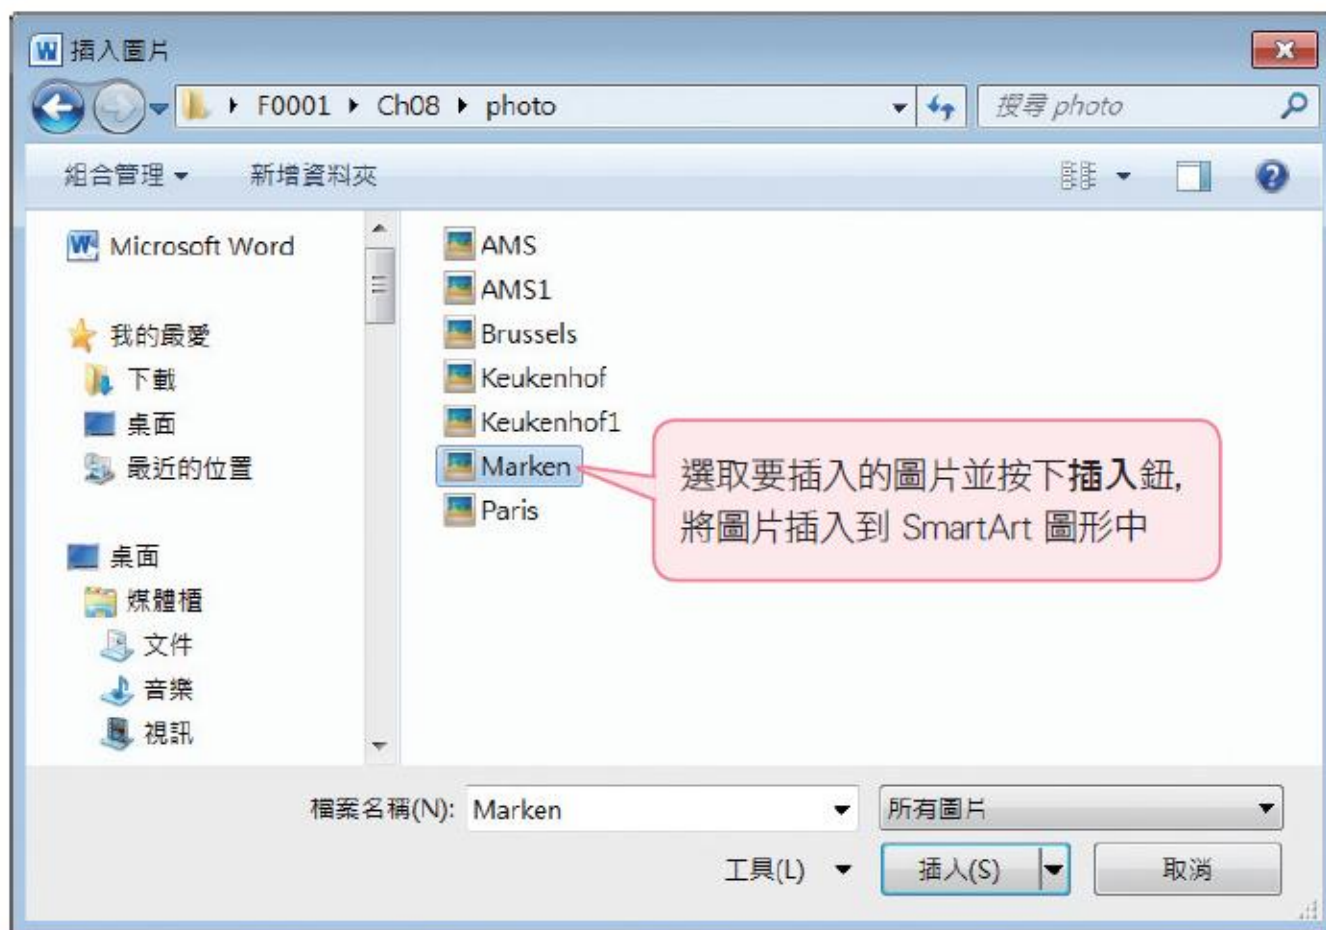 插入圖片
F0001 Ch08 photo
搜尋 photo
組合管理 新增資料夾
Microsoft Word
我的最愛
下載
桌面
最近的位置
桌面
媒體櫃
文件
音樂
視訊
AMS
AMS1
Brussels
Keukenhof
Keukenhof1
Marken
Paris
選取要插入的圖片並按下插入鈕,
將圖片插入到 SmartArt 圖形中
檔案名稱(N): Marken 所有圖片
工具(L) 插入(S) 取消